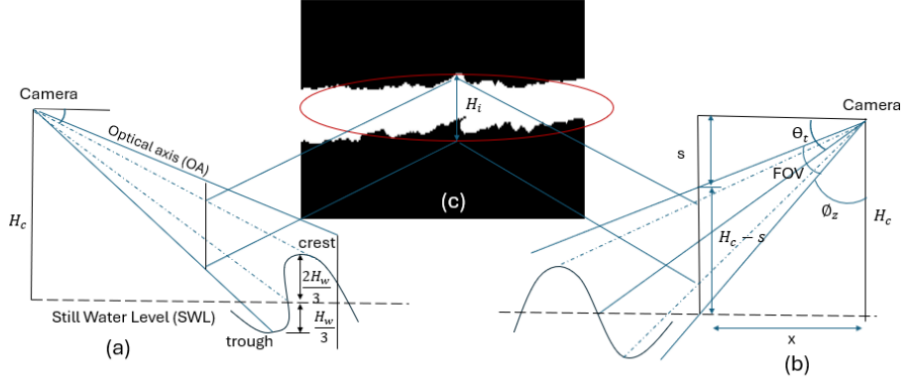 Camera
Optical axis (OA)
H_c
crest
2H_w
3
Still Water Level (SWL)
H_w
3
trough
(a)
H_i
(c)
Camera
s
Θ_t
FOV
∅_z
H_c − s
H_c
x
(b)